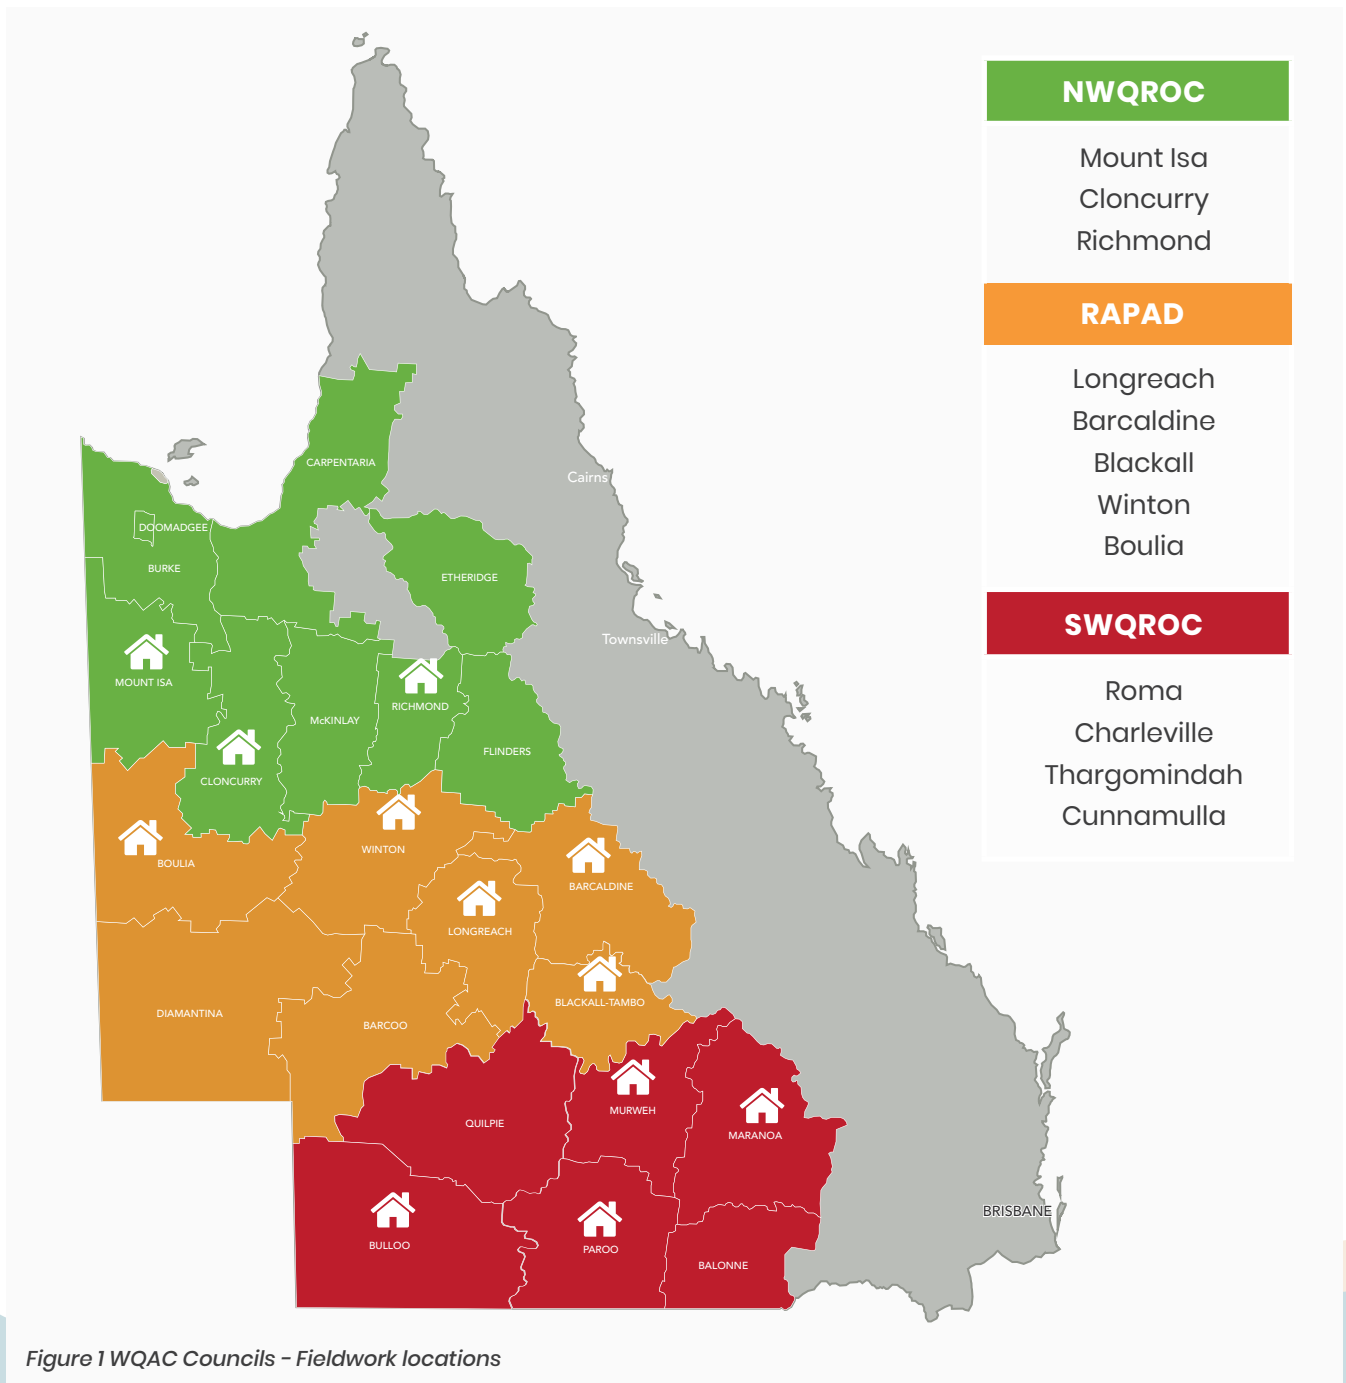 NWQROC
Mount Isa
Cloncurry
Richmond
RAPAD
Longreach
Barcaldine
Blackall
Winton
Boulia
SWQROC
Roma
Charleville
Thargomindah
Cunnamulla
CARPENTARIA
Cairns
DOOMADGEE
BURKE
ETHERIDGE
Townsville
MOUNT ISA
RICHMOND
McKINLAY
FLINDERS
CLONCURRY
WINTON
BOULIA
BARCALDINE
LONGREACH
BLACKALL-TAMBO
DIAMANTINA
BARCOO
MURWEH
QUILPIE
MARANOA
BRISBANE
BULLOO
PAROO
BALONNE
Figure 1 WQAC Councils - Fieldwork locations